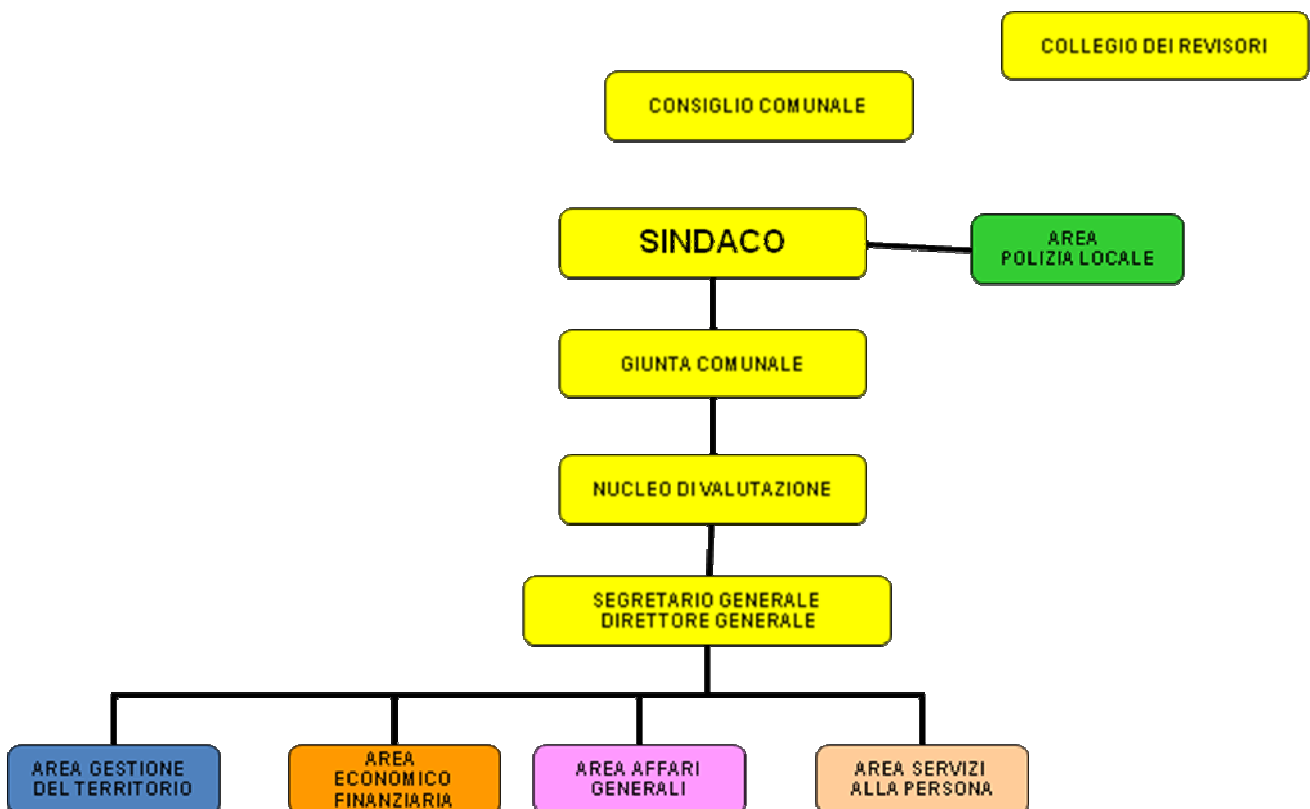 COLLEGIO DEI REVISORI
CONSIGLIO COMUNALE
SINDACO
AREA
POLIZIA LOCALE
GIUNTA COMUNALE
NUCLEO DI VALUTAZIONE
SEGRETARIO GENERALE
DIRETTORE GENERALE
AREA GESTIONE
DEL TERRITORIO
AREA
ECONOMICO
FINANZIARIA
AREA AFFARI
GENERALI
AREA SERVIZI
ALLA PERSONA